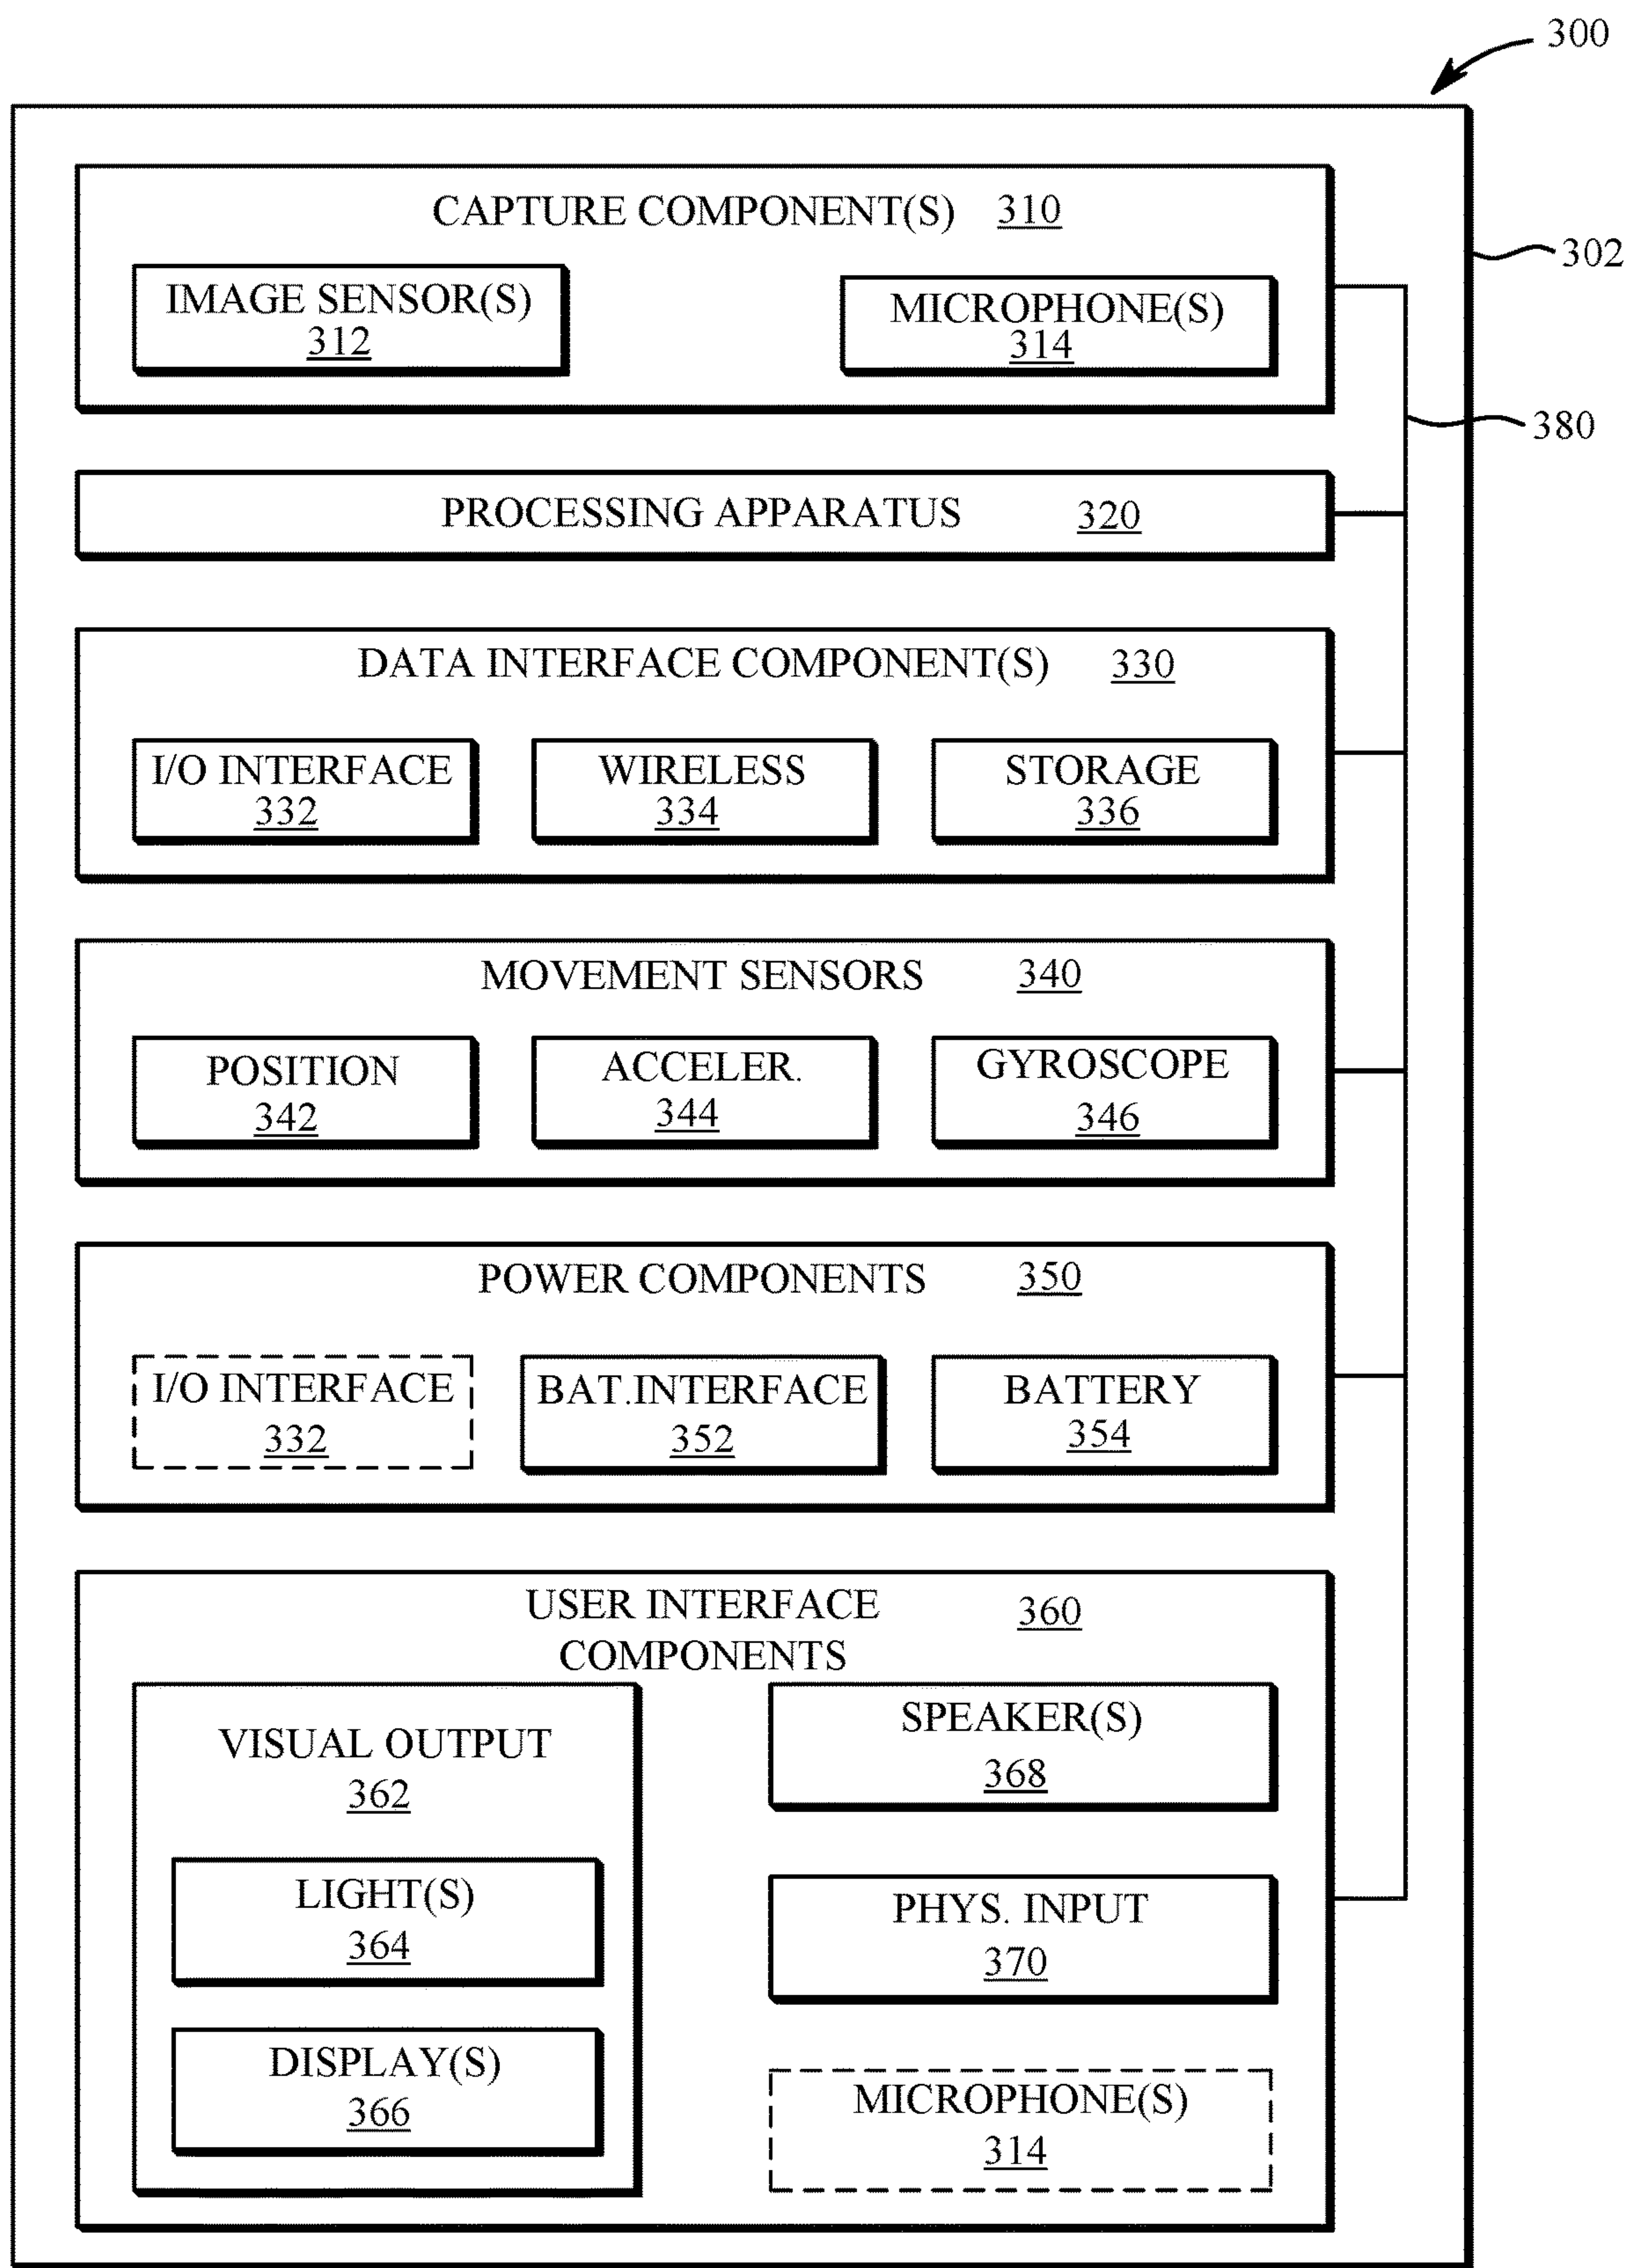 300
CAPTURE COMPONENT(S) 310
302
IMAGE SENSOR(S)
312
MICROPHONE(S)
314
380
PROCESSING APPARATUS 320
DATA INTERFACE COMPONENT(S) 330
I/O INTERFACE
332
WIRELESS
334
STORAGE
336
MOVEMENT SENSORS 340
POSITION
342
ACCELER.
344
GYROSCOPE
346
POWER COMPONENTS 350
I/O INTERFACE
332
BAT.INTERFACE
352
BATTERY
354
USER INTERFACE 360
COMPONENTS
VISUAL OUTPUT
362
LIGHT(S)
364
DISPLAY(S)
366
SPEAKER(S)
368
PHYS. INPUT
370
MICROPHONE(S)
314